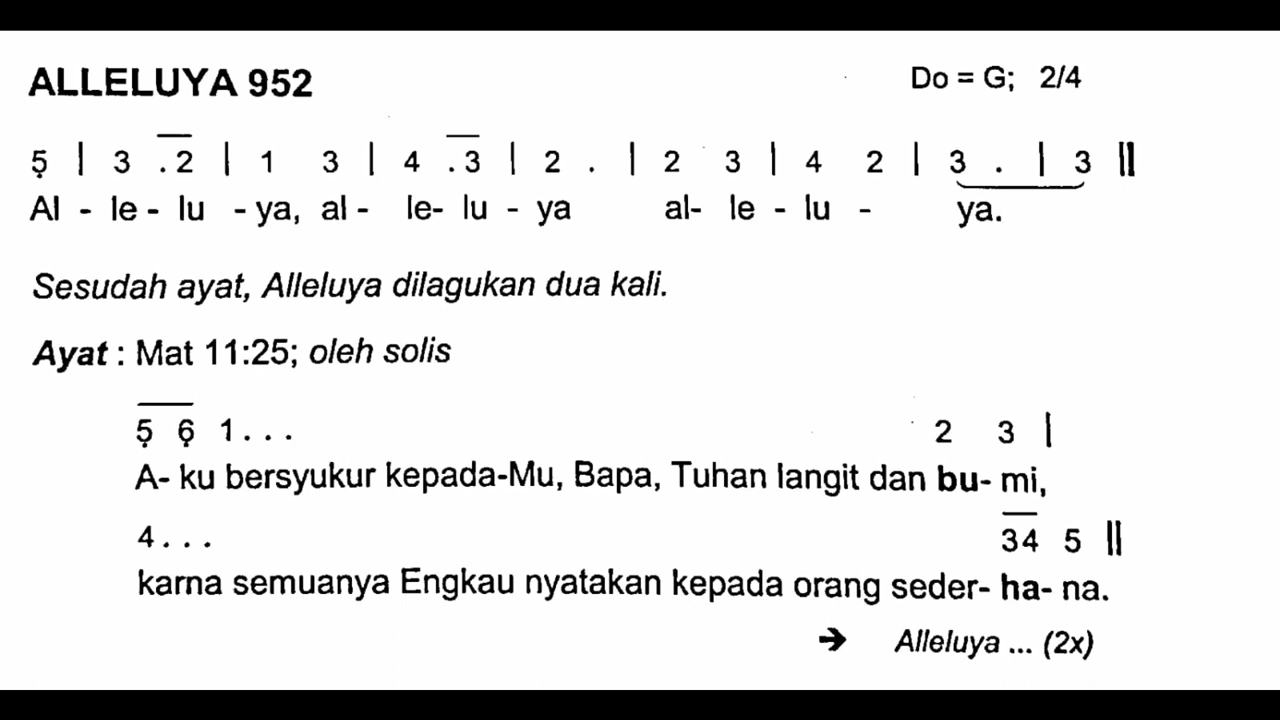 ALLELUYA 952 Do = G; 2/4
5̣ | 3 .2̅ | 1 3 | 4 .3̅ | 2 . | 2 3 | 4 2 | 3 . | 3 ||
Al - le - lu - ya, al - le- lu - ya al- le - lu - ya.
Sesudah ayat, Alleluya dilagukan dua kali.
Ayat : Mat 11:25; oleh solis
5̣ 6̣ 1 . . . 2 3 |
A- ku bersyukur kepada-Mu, Bapa, Tuhan langit dan bu- mi,
4 . . . 34 5 ||
karna semuanya Engkau nyatakan kepada orang seder- ha- na.
→ Alleluya ... (2x)